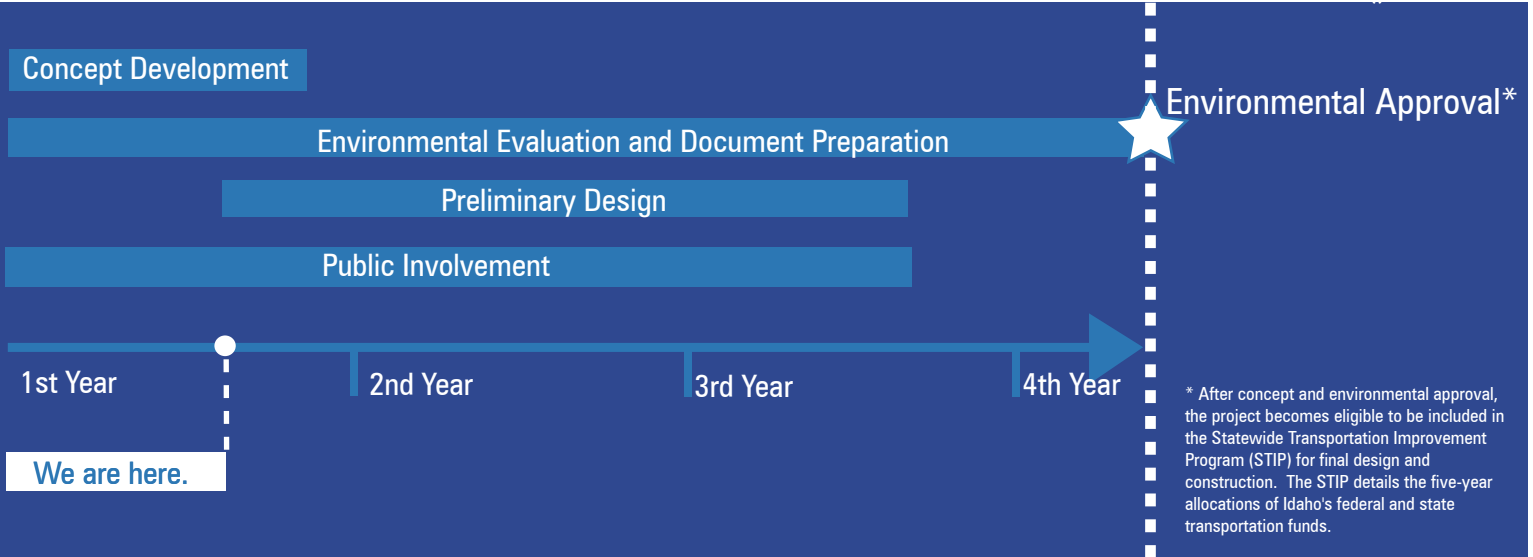 Concept Development
Environmental Approval*
Environmental Evaluation and Document Preparation
Preliminary Design
Public Involvement
1st Year
2nd Year
3rd Year
4th Year
We are here.
* After concept and environmental approval,
the project becomes eligible to be included in
the Statewide Transportation Improvement
Program (STIP) for final design and
construction. The STIP details the five-year
allocations of Idaho's federal and state
transportation funds.